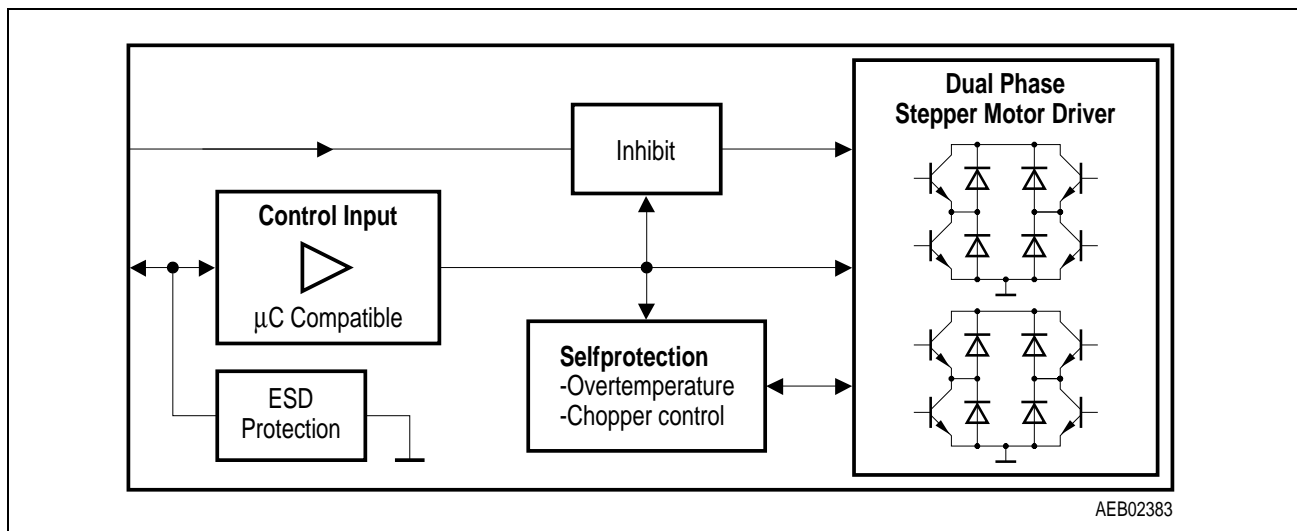 Dual Phase
Stepper Motor Driver
Inhibit
Control Input
μC Compatible
Selfprotection
-Overtemperature
-Chopper control
ESD
Protection
AEB02383